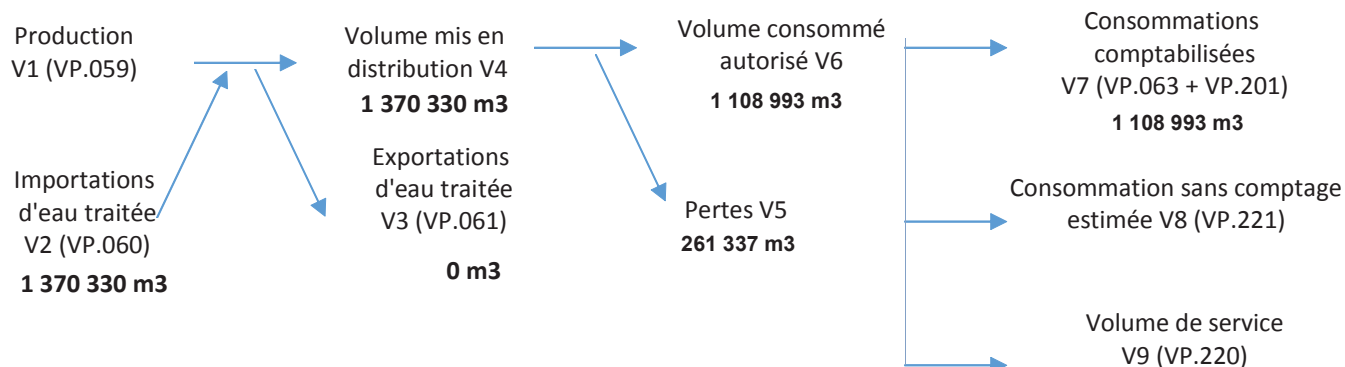 Production
V1 (VP.059)
Importations
d'eau traitée
V2 (VP.060)
1 370 330 m3
Volume mis en
distribution V4
1 370 330 m3
Exportations
d'eau traitée
V3 (VP.061)
0 m3
Volume consommé
autorisé V6
1 108 993 m3
Pertes V5
261 337 m3
Consommations
comptabilisées
V7 (VP.063 + VP.201)
1 108 993 m3
Consommation sans comptage
estimée V8 (VP.221)
Volume de service
V9 (VP.220)